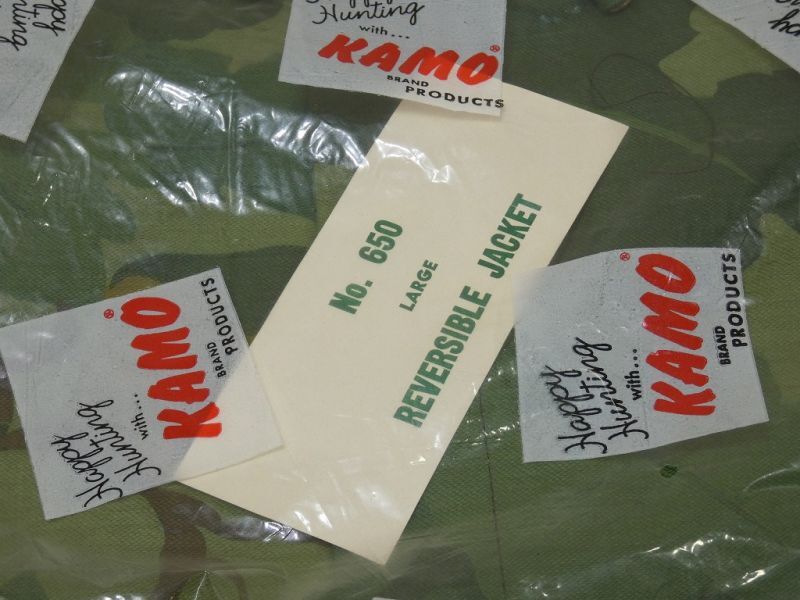 Hunting
with...
KAMO®
BRAND
PRODUCTS
No. 650
LARGE
REVERSIBLE JACKET
Happy
Hunting
with...
KAMO®
BRAND
PRODUCTS
Happy
Hunting
with...
KAMO®
BRAND
PRODUCTS